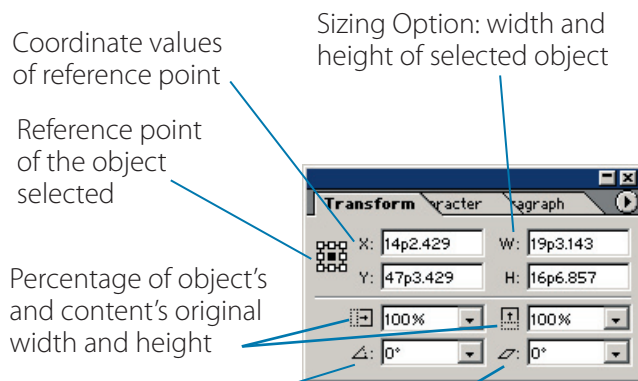 Coordinate values
of reference point
Sizing Option: width and
height of selected object
Reference point
of the object
selected
Percentage of object's
and content's original
width and height
Transform racter ragraph
X: 14p2.429 W: 19p3.143
Y: 47p3.429 H: 16p6.857
100% 100%
0° 0°